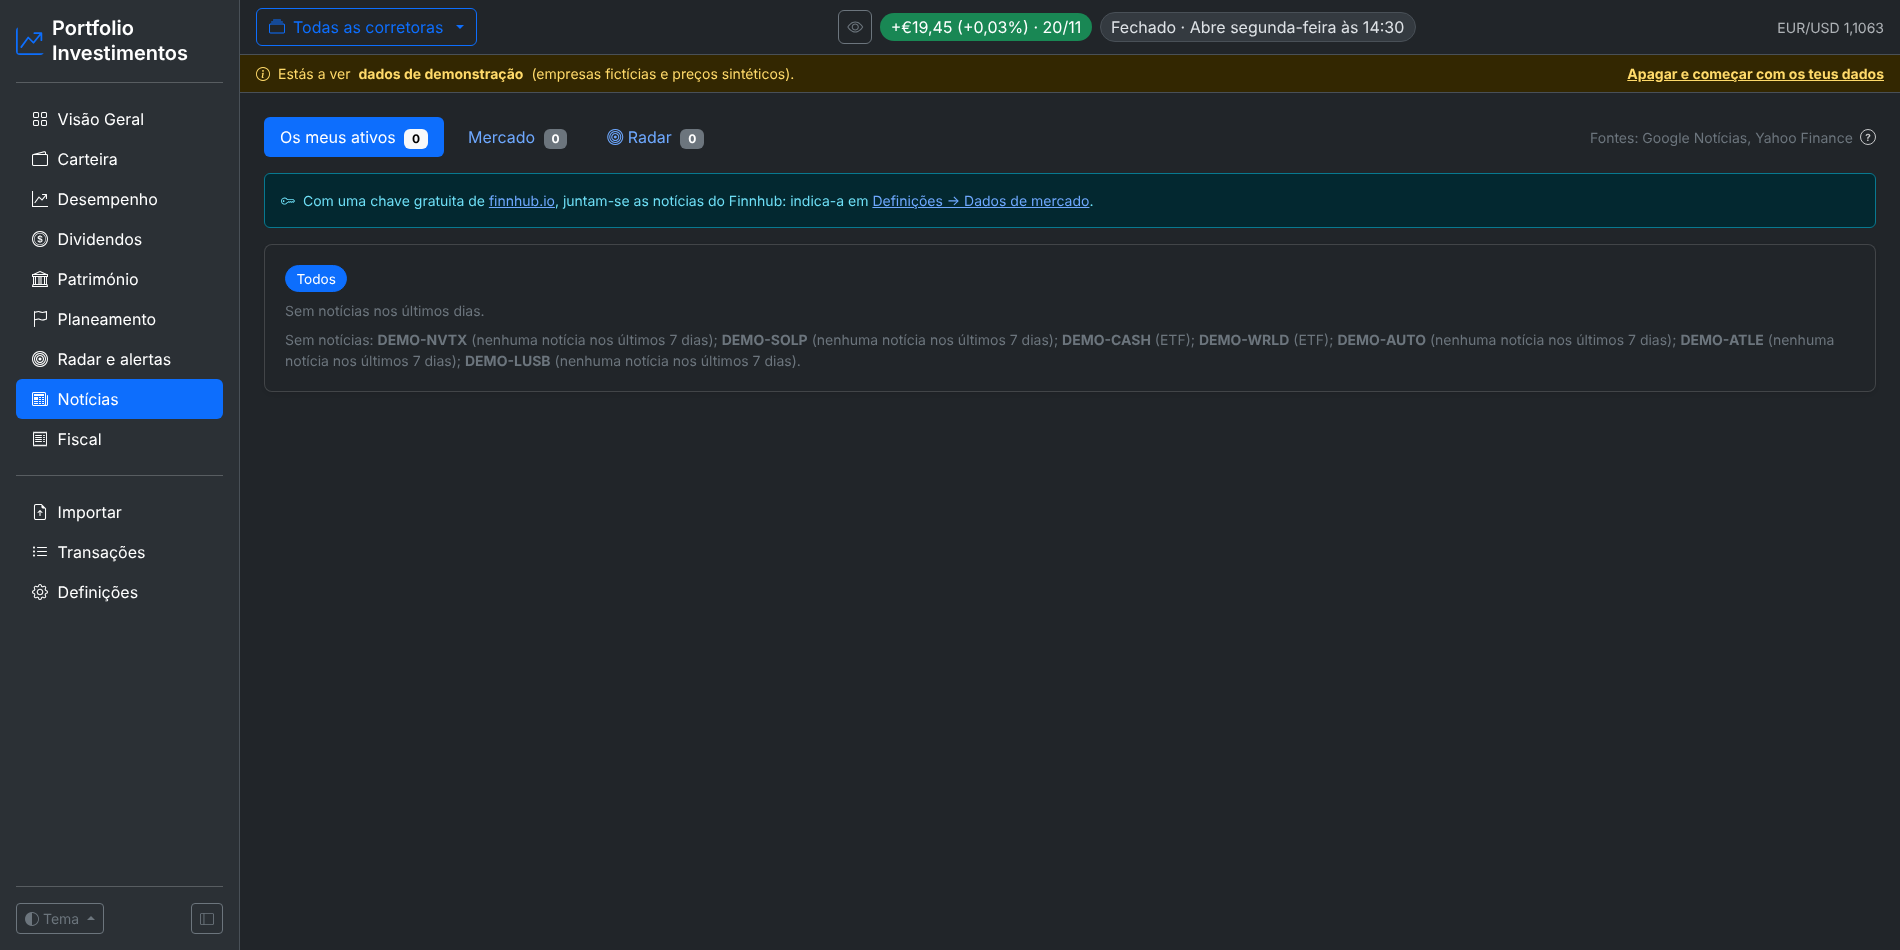 Portfolio
Investimentos
Visão Geral
Carteira
Desempenho
Dividendos
Património
Planeamento
Radar e alertas
Notícias
Fiscal
Importar
Transações
Definições
Tema
Todas as corretoras
+€19,45 (+0,03%) · 20/11
Fechado · Abre segunda-feira às 14:30
EUR/USD 1,1063
Estás a ver dados de demonstração (empresas fictícias e preços sintéticos).
Apagar e começar com os teus dados
Os meus ativos 0
Mercado 0
Radar 0
Fontes: Google Notícias, Yahoo Finance
Com uma chave gratuita de finnhub.io, juntam-se as notícias do Finnhub: indica-a em Definições → Dados de mercado.
Todos
Sem notícias nos últimos dias.
Sem notícias: DEMO-NVTX (nenhuma notícia nos últimos 7 dias); DEMO-SOLP (nenhuma notícia nos últimos 7 dias); DEMO-CASH (ETF); DEMO-WRLD (ETF); DEMO-AUTO (nenhuma notícia nos últimos 7 dias); DEMO-ATLE (nenhuma
notícia nos últimos 7 dias); DEMO-LUSB (nenhuma notícia nos últimos 7 dias).